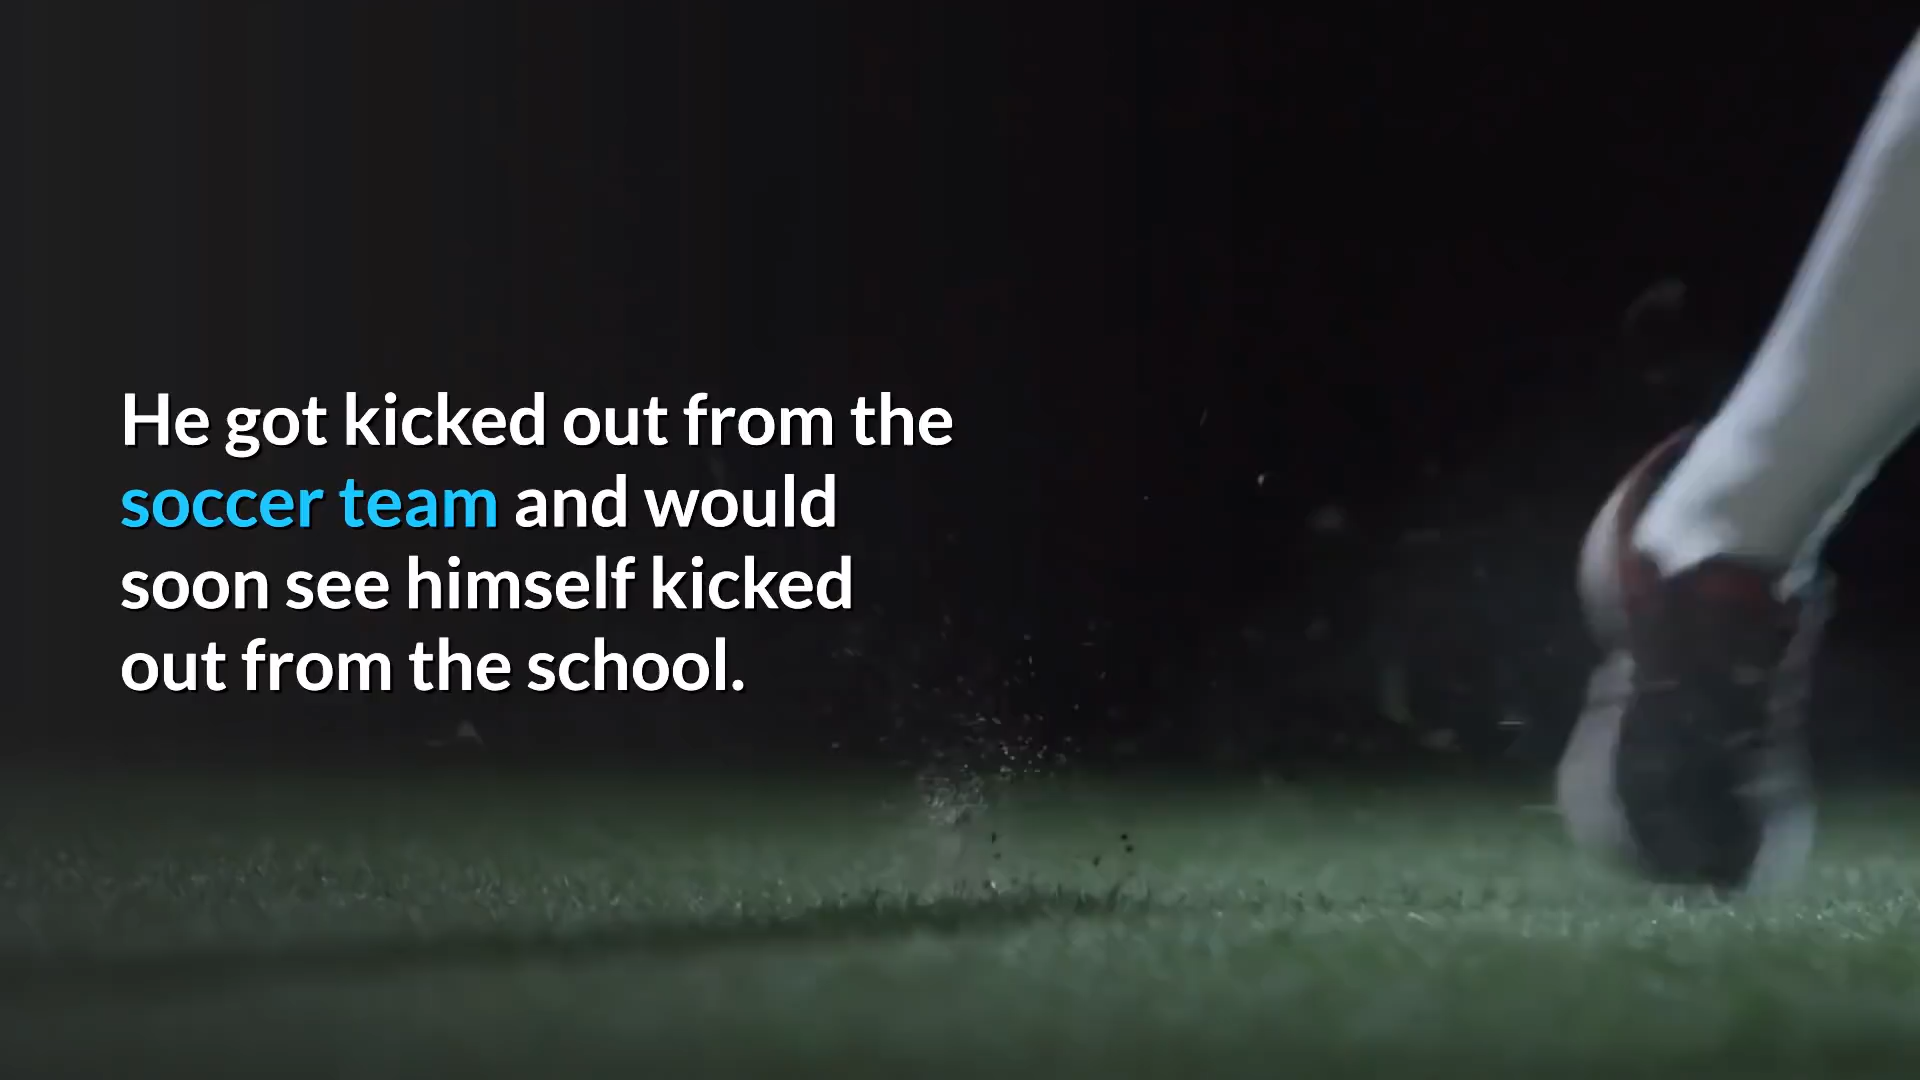 He got kicked out from the
soccer team and would
soon see himself kicked
out from the school.